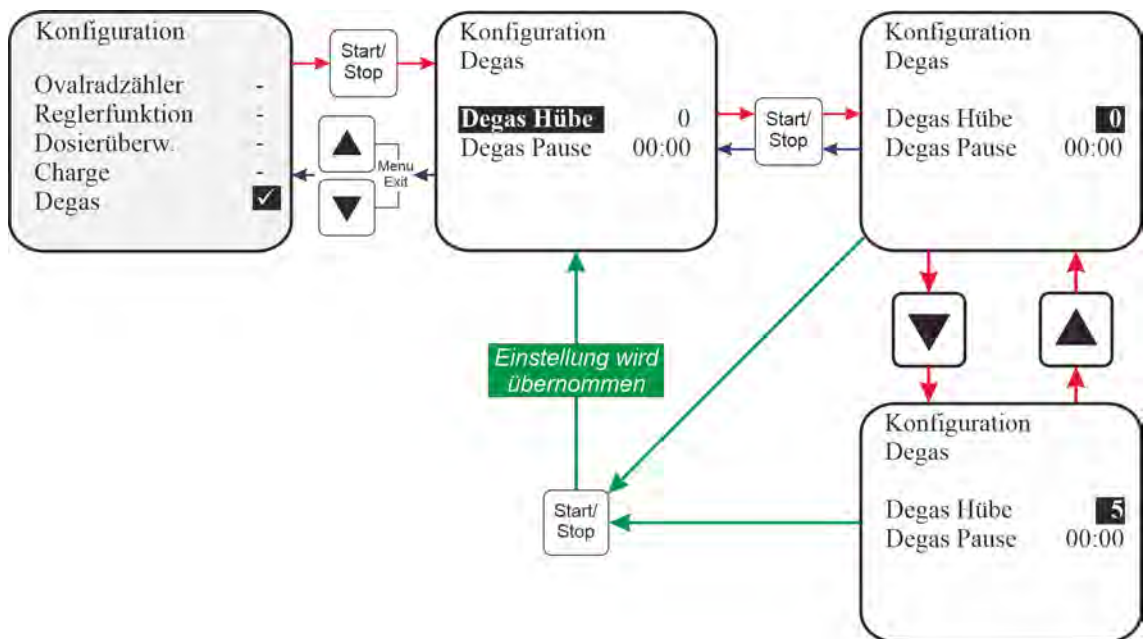 Konfiguration
Ovalradzähler -
Reglerfunktion -
Dosierüberw. -
Charge -
Degas ✓
Start/
Stop
Menu
Exit
Konfiguration
Degas
Degas Hübe 0
Degas Pause 00:00
Start/
Stop
Konfiguration
Degas
Degas Hübe 0
Degas Pause 00:00
Einstellung wird
übernommen
Start/
Stop
Konfiguration
Degas
Degas Hübe 5
Degas Pause 00:00